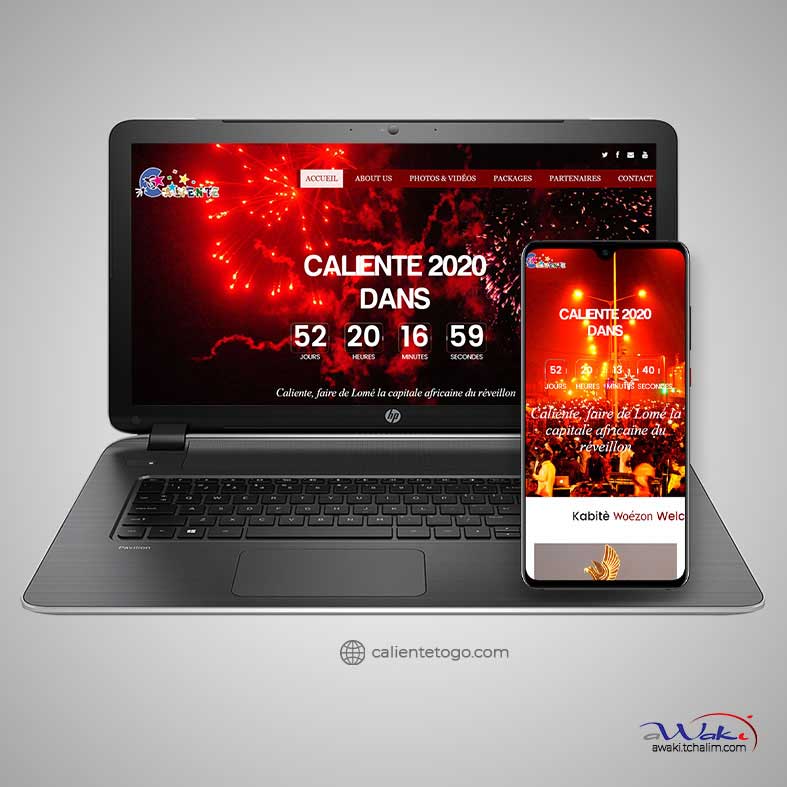 CALIENTE
ACCUEIL ABOUT US PHOTOS & VIDÉOS PACKAGES PARTENAIRES CONTACT
CALIENTE 2020
DANS
52 20 16 59
JOURS HEURES MINUTES SECONDES
Caliente, faire de Lomé la capitale africaine du réveillon
hp
Pavilion
CALIENTE 2020
DANS
52 20 13 40
JOURS HEURES MINUTES SECONDES
Caliente, faire de Lomé la
capitale africaine du
réveillon
Kabitè Woézon Welc
calientetogo.com
aWaki
awaki.tchalim.com